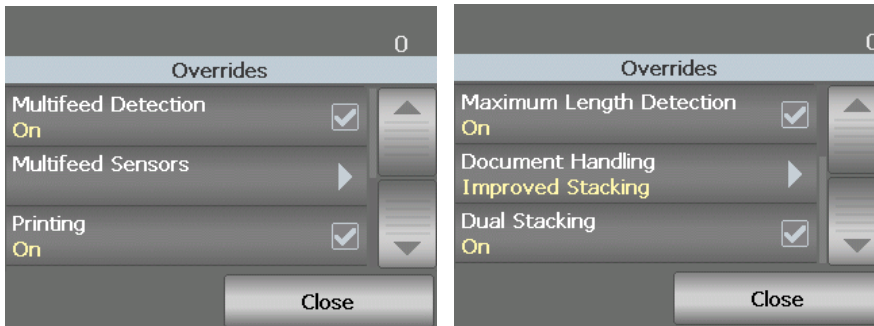 0
Overrides
Multifeed Detection
On
Multifeed Sensors
Printing
On
Close
0
Overrides
Maximum Length Detection
On
Document Handling
Improved Stacking
Dual Stacking
On
Close